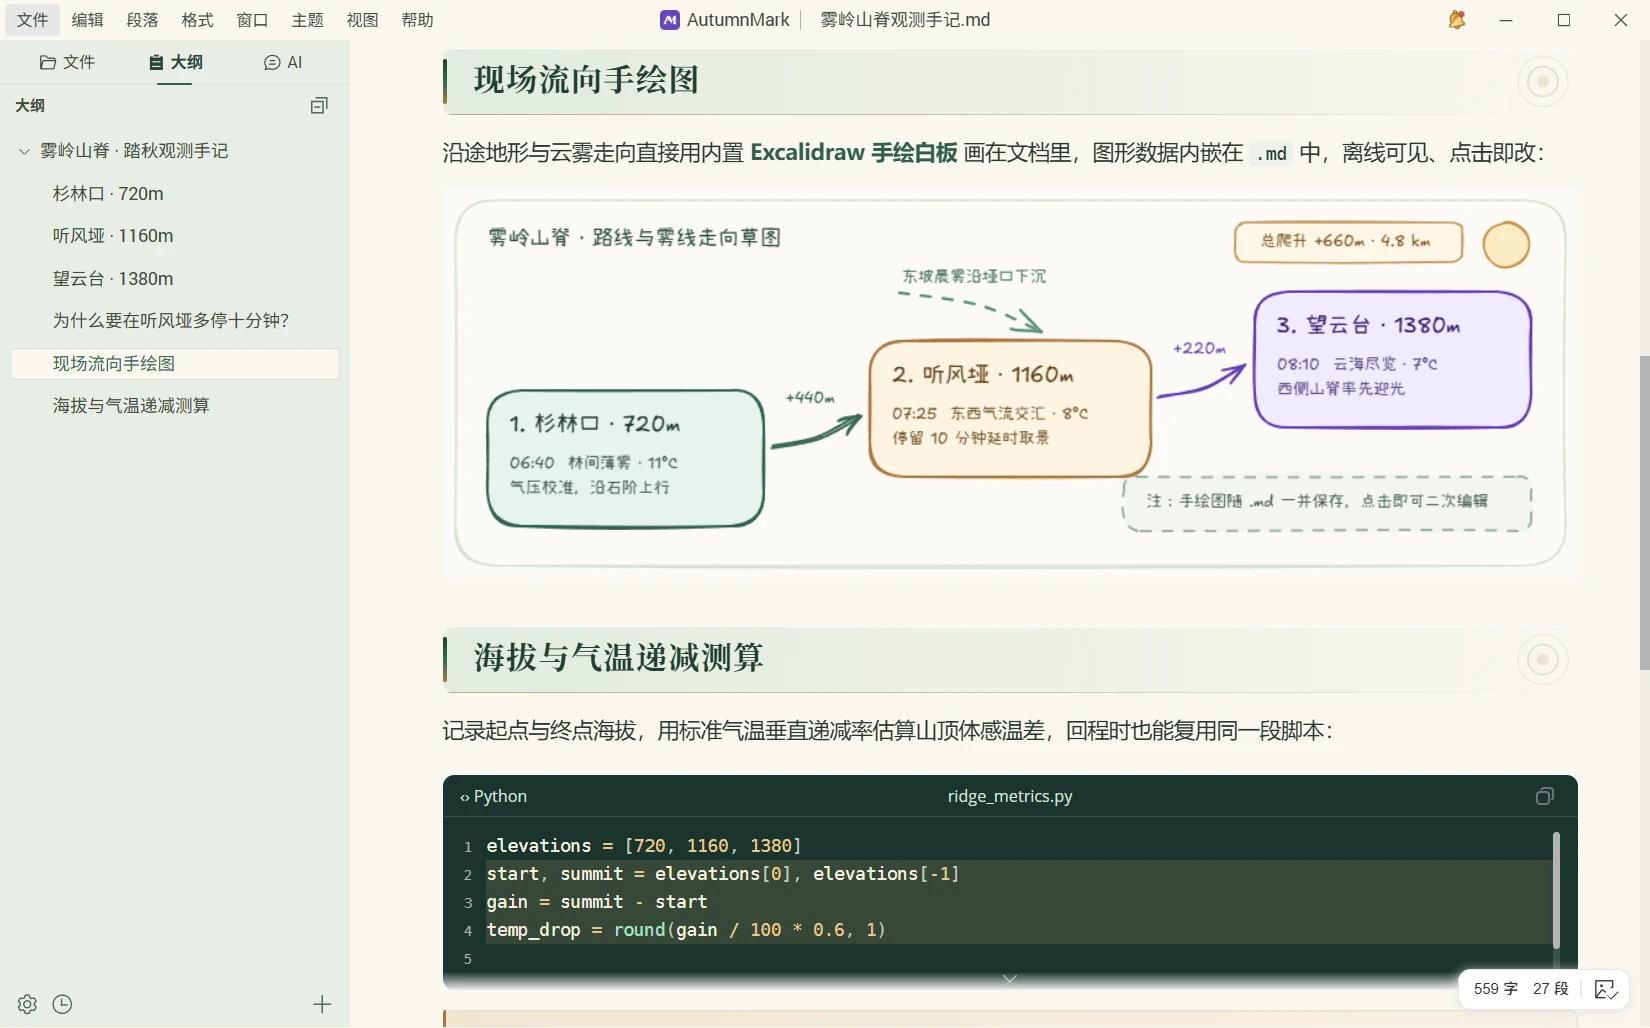 文件 编辑 段落 格式 窗口 主题 视图 帮助
AutumnMark 雾岭山脊观测手记.md
文件 大纲 AI
大纲
雾岭山脊 · 踏秋观测手记
杉林口 · 720m
听风垭 · 1160m
望云台 · 1380m
为什么要在听风垭多停十分钟？
现场流向手绘图
海拔与气温递减测算
现场流向手绘图
沿途地形与云雾走向直接用内置 Excalidraw 手绘白板 画在文档里，图形数据内嵌在 .md 中，离线可见、点击即改：
雾岭山脊 · 路线与雾线走向草图
总爬升 +660m · 4.8 km
东坡晨雾沿垭口下沉
1. 杉林口 · 720m
06:40 林间薄雾 · 11°C
气压校准，沿石阶上行
+440m
2. 听风垭 · 1160m
07:25 东西气流交汇 · 8°C
停留 10 分钟延时取景
+220m
3. 望云台 · 1380m
08:10 云海尽览 · 7°C
西侧山脊率先迎光
注：手绘图随 .md 一并保存，点击即可二次编辑
海拔与气温递减测算
记录起点与终点海拔，用标准气温垂直递减率估算山顶体感温差，回程时也能复用同一段脚本：
‹› Python ridge_metrics.py
1 elevations = [720, 1160, 1380]
2 start, summit = elevations[0], elevations[-1]
3 gain = summit - start
4 temp_drop = round(gain / 100 * 0.6, 1)
5
559 字 27 段